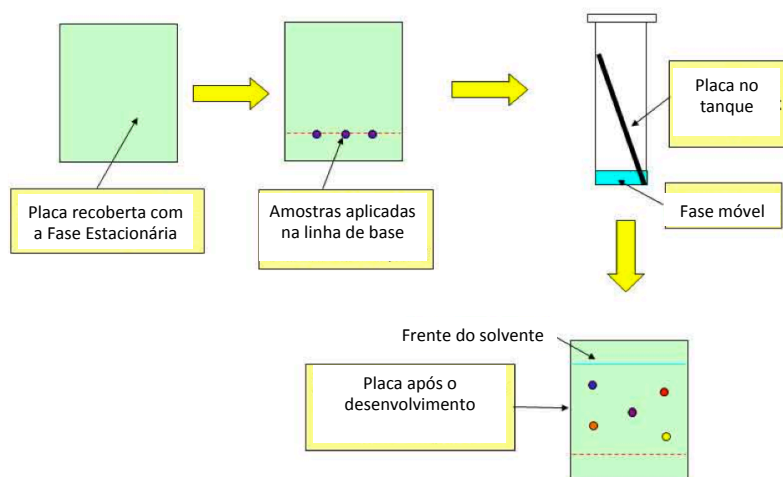 Placa recoberta com
a Fase Estacionária
Amostras aplicadas
na linha de base
Placa no
tanque
Fase móvel
Frente do solvente
Placa após o
desenvolvimento